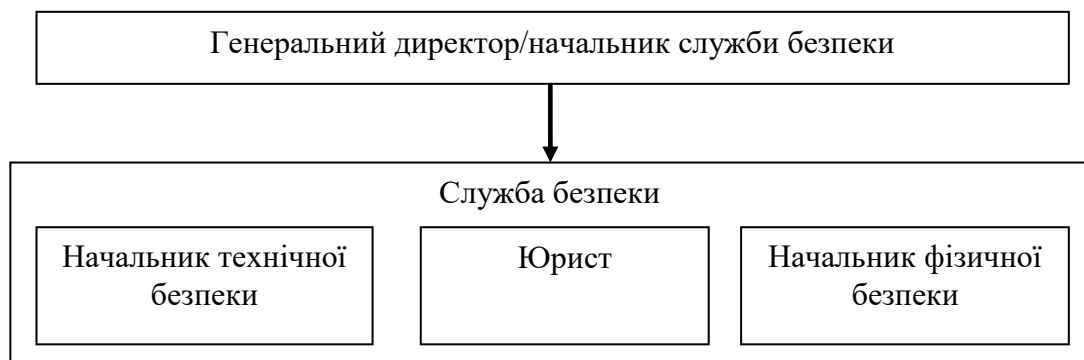 Генеральний директор/начальник служби безпеки
Служба безпеки
Начальник технічної
безпеки
Юрист
Начальник фізичної
безпеки